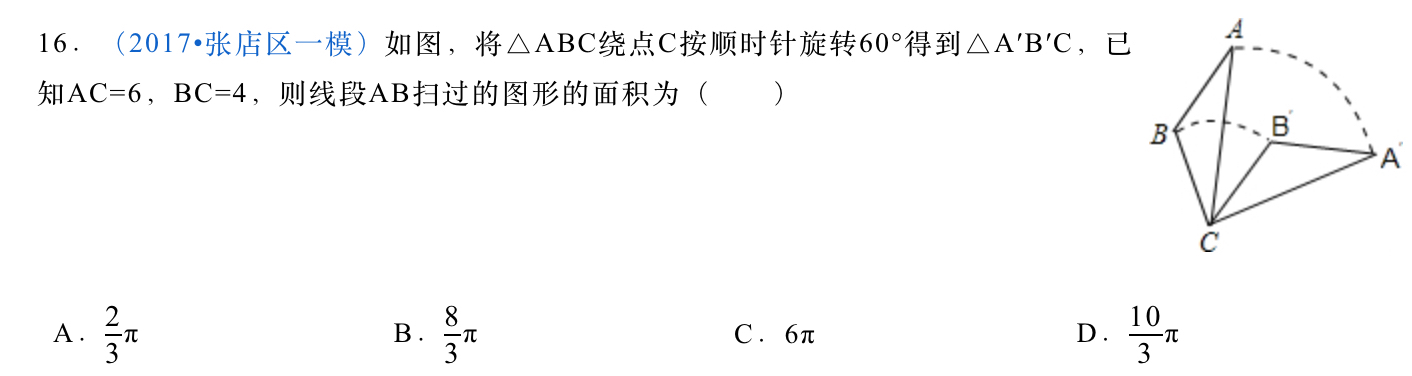 16．（2017•张店区一模）如图，将△ABC绕点C按顺时针旋转60°得到△A′B′C，已
知AC=6，BC=4，则线段AB扫过的图形的面积为（　　）
A
B
B′
A′
C
A．2/3π　B．8/3π　C．6π　D．10/3π